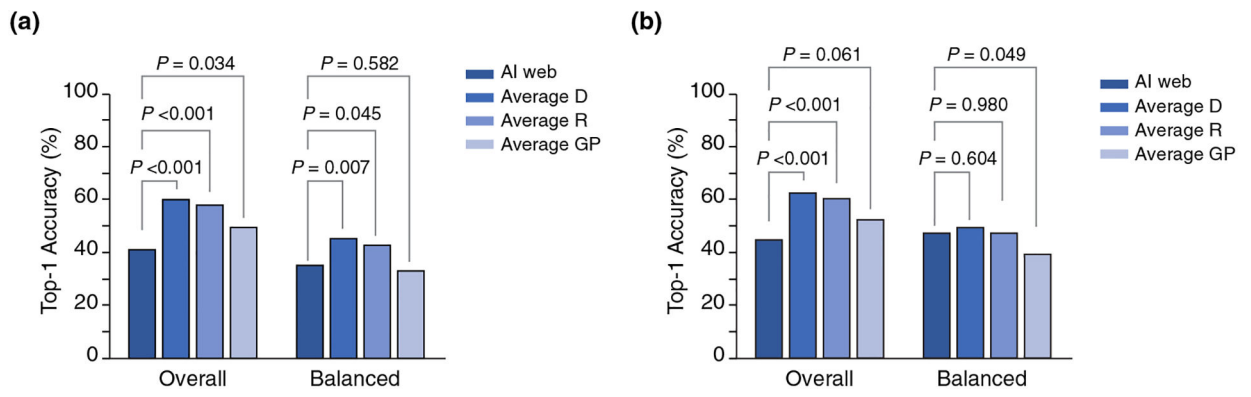 (a)
P = 0.034
P <0.001
P <0.001
P = 0.582
P = 0.045
P = 0.007
AI web
Average D
Average R
Average GP
Top-1 Accuracy (%)
100
80
60
40
20
0
Overall
Balanced
(b)
P = 0.061
P <0.001
P <0.001
P = 0.049
P = 0.980
P = 0.604
AI web
Average D
Average R
Average GP
Top-1 Accuracy (%)
100
80
60
40
20
0
Overall
Balanced